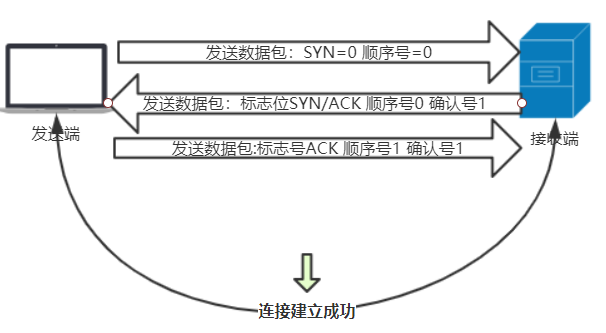 发送数据包：SYN=0 顺序号=0
发送数据包：标志位SYN/ACK 顺序号0 确认号1
发送端
发送数据包:标志号ACK 顺序号1 确认号1
接收端
连接建立成功